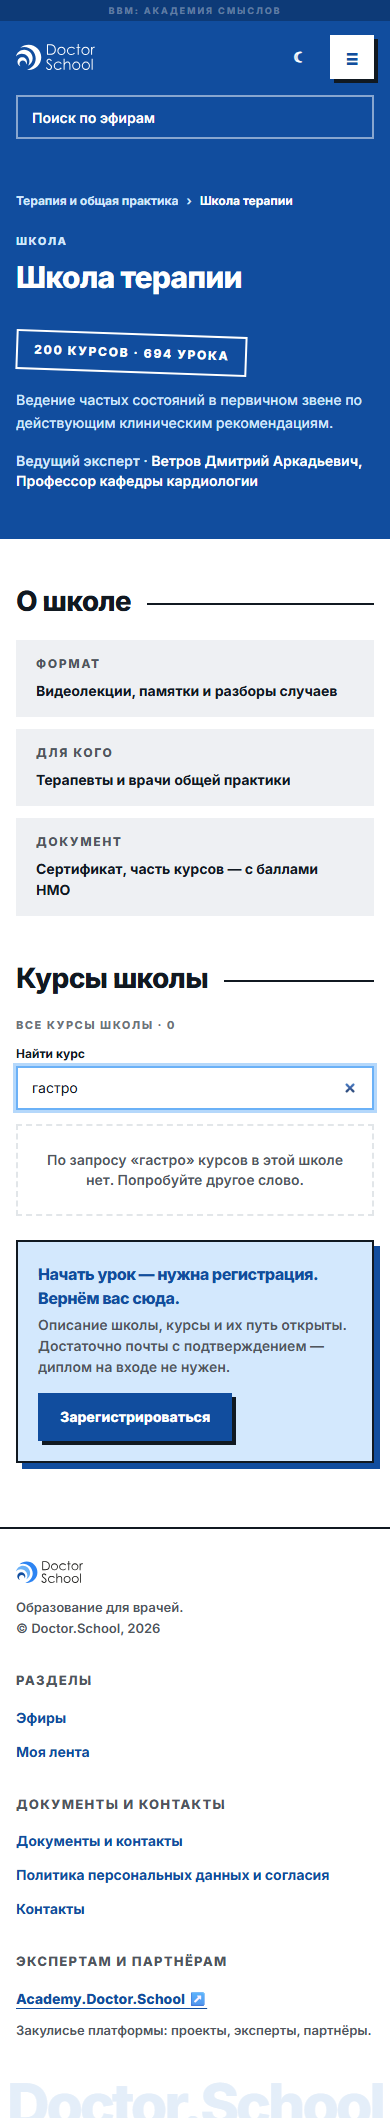 ВВМ: АКАДЕМИЯ СМЫСЛОВ
Doctor
School
Поиск по эфирам
Терапия и общая практика › Школа терапии
ШКОЛА
Школа терапии
200 КУРСОВ · 694 УРОКА
Ведение частых состояний в первичном звене по
действующим клиническим рекомендациям.
Ведущий эксперт · Ветров Дмитрий Аркадьевич,
Профессор кафедры кардиологии
О школе
ФОРМАТ
Видеолекции, памятки и разборы случаев
ДЛЯ КОГО
Терапевты и врачи общей практики
ДОКУМЕНТ
Сертификат, часть курсов — с баллами
НМО
Курсы школы
ВСЕ КУРСЫ ШКОЛЫ · 0
Найти курс
гастро
По запросу «гастро» курсов в этой школе
нет. Попробуйте другое слово.
Начать урок — нужна регистрация.
Вернём вас сюда.
Описание школы, курсы и их путь открыты.
Достаточно почты с подтверждением —
диплом на входе не нужен.
Зарегистрироваться
Doctor
School
Образование для врачей.
© Doctor.School, 2026
РАЗДЕЛЫ
Эфиры
Моя лента
ДОКУМЕНТЫ И КОНТАКТЫ
Документы и контакты
Политика персональных данных и согласия
Контакты
ЭКСПЕРТАМ И ПАРТНЁРАМ
Academy.Doctor.School ↗
Закулисье платформы: проекты, эксперты, партнёры.
Doctor.School